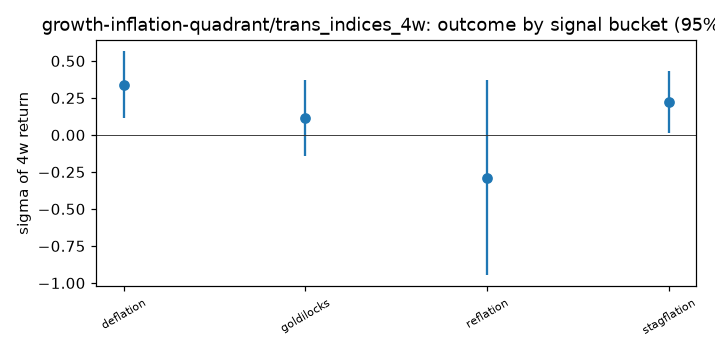 growth-inflation-quadrant/trans_indices_4w: outcome by signal bucket (95%
sigma of 4w return
0.50
0.25
0.00
−0.25
−0.50
−0.75
−1.00
deflation
goldilocks
reflation
stagflation